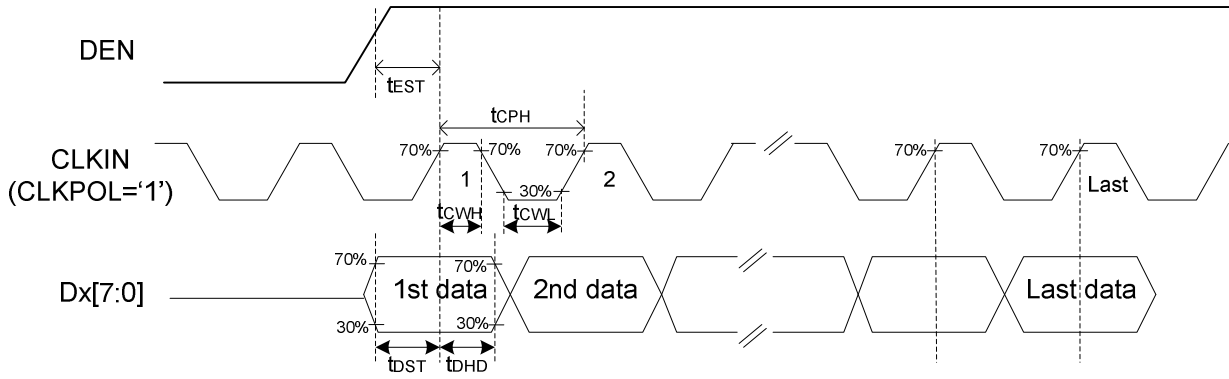 DEN
tEST
tCPH
CLKIN
(CLKPOL=‘1’)
70% 70% 70% 70% 70%
1 2 Last
30%
tCWH tCWL
Dx[7:0]
70% 70%
1st data 2nd data Last data
30% 30%
tDST tDHD